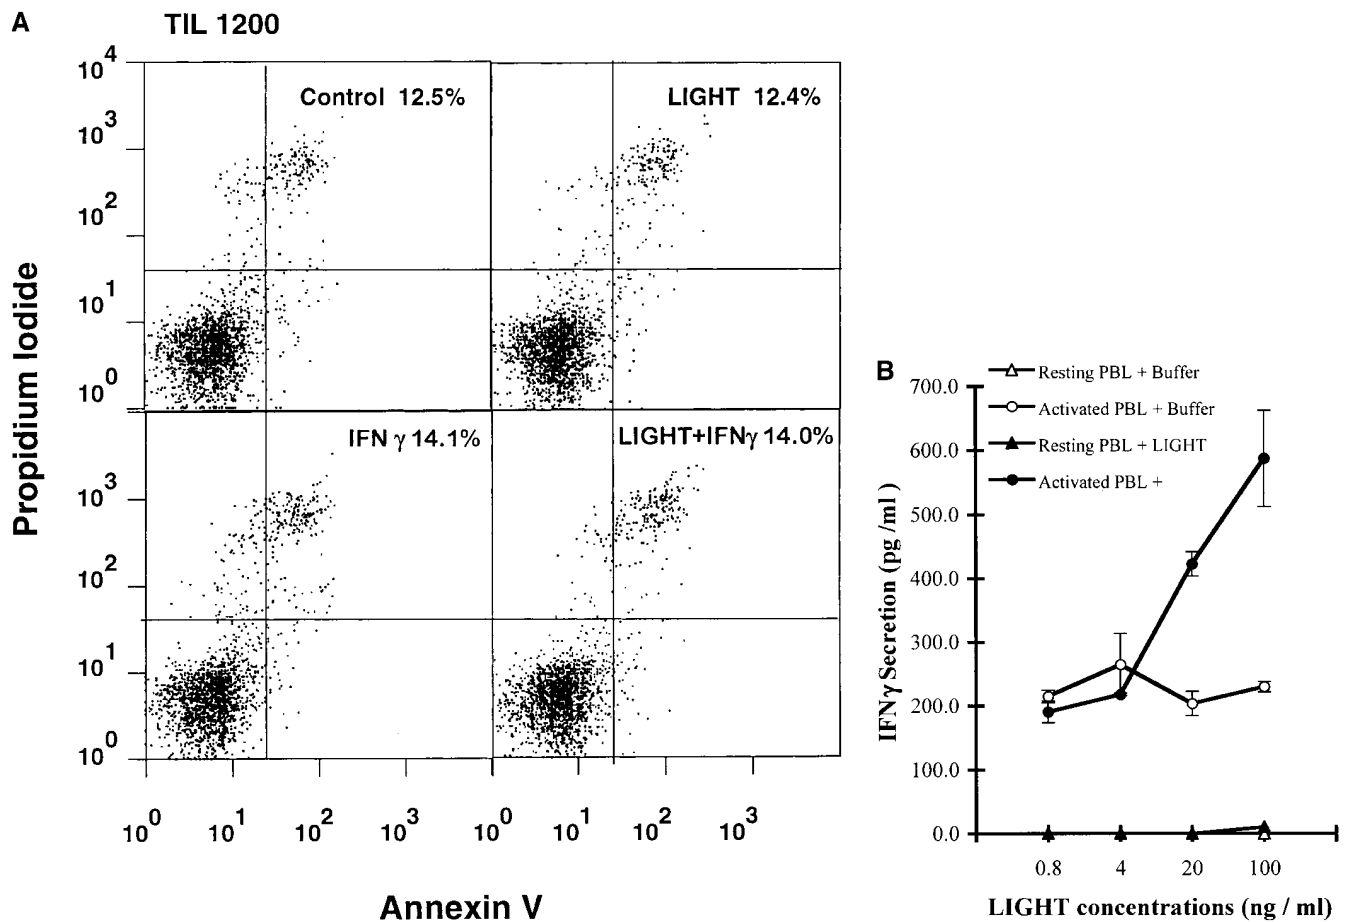 A
TIL 1200
Propidium Iodide
10^4
10^3
10^2
10^1
10^0
Control 12.5%
LIGHT 12.4%
IFN γ 14.1%
LIGHT+IFNγ 14.0%
10^3
10^2
10^1
10^0
10^0 10^1 10^2 10^3 10^0 10^1 10^2 10^3
Annexin V
B
Resting PBL + Buffer
Activated PBL + Buffer
Resting PBL + LIGHT
Activated PBL +
IFNγ Secretion (pg /ml )
700.0
600.0
500.0
400.0
300.0
200.0
100.0
0.0
0.8 4 20 100
LIGHT concentrations (ng / ml)